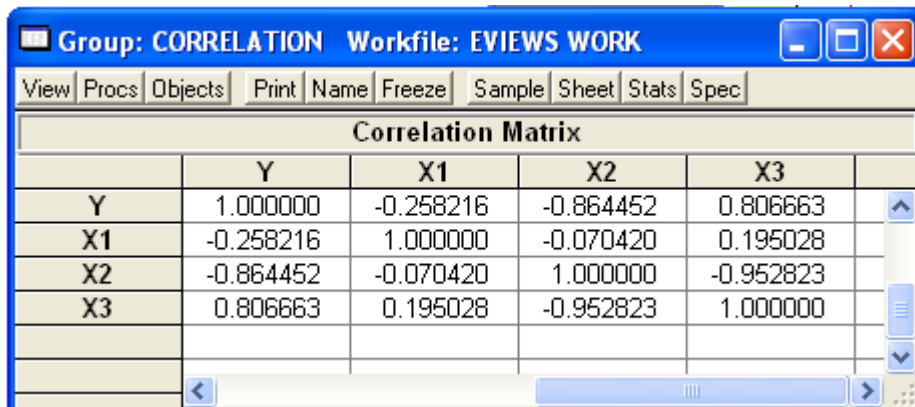 Group: CORRELATION Workfile: EVIEWS WORK
View Procs Objects Print Name Freeze Sample Sheet Stats Spec
Correlation Matrix
Y X1 X2 X3
Y 1.000000 -0.258216 -0.864452 0.806663
X1 -0.258216 1.000000 -0.070420 0.195028
X2 -0.864452 -0.070420 1.000000 -0.952823
X3 0.806663 0.195028 -0.952823 1.000000